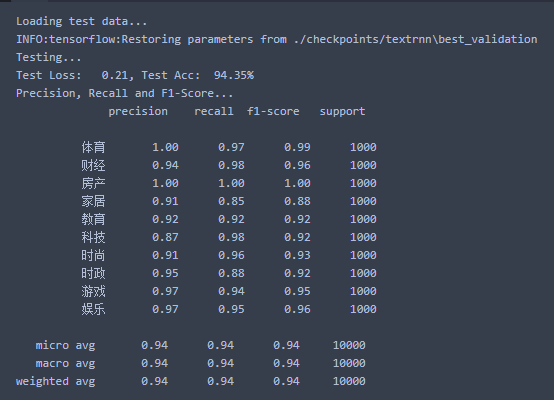 Loading test data...
INFO:tensorflow:Restoring parameters from ./checkpoints/textrnn\best_validation
Testing...
Test Loss:   0.21, Test Acc:  94.35%
Precision, Recall and F1-Score...
              precision    recall  f1-score   support

          体育       1.00      0.97      0.99      1000
          财经       0.94      0.98      0.96      1000
          房产       1.00      1.00      1.00      1000
          家居       0.91      0.85      0.88      1000
          教育       0.92      0.92      0.92      1000
          科技       0.87      0.98      0.92      1000
          时尚       0.91      0.96      0.93      1000
          时政       0.95      0.88      0.92      1000
          游戏       0.97      0.94      0.95      1000
          娱乐       0.97      0.95      0.96      1000

   micro avg       0.94      0.94      0.94     10000
   macro avg       0.94      0.94      0.94     10000
weighted avg       0.94      0.94      0.94     10000